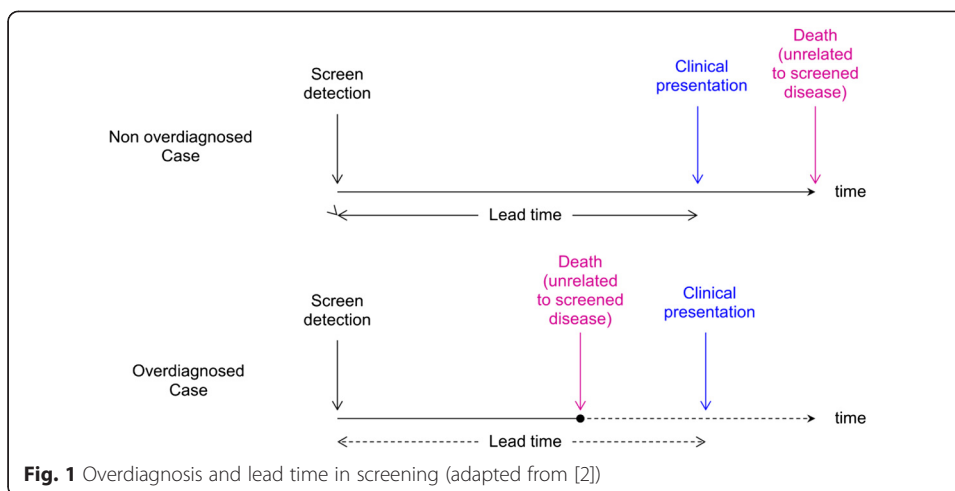 Death
(unrelated
to screened
disease)
Screen
detection
Clinical
presentation
Non overdiagnosed
Case
time
Lead time
Death
(unrelated
to screened
disease)
Screen
detection
Clinical
presentation
Overdiagnosed
Case
time
Lead time
Fig. 1 Overdiagnosis and lead time in screening (adapted from [2])